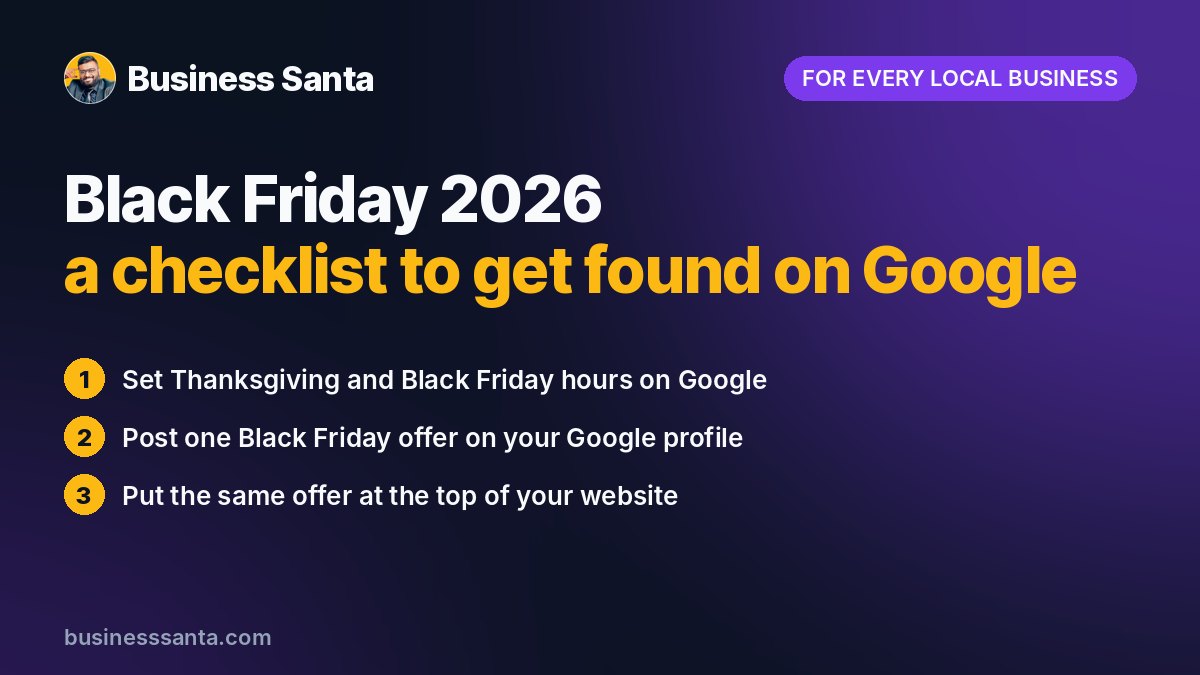 Business Santa
FOR EVERY LOCAL BUSINESS
Black Friday 2026
a checklist to get found on Google
1 Set Thanksgiving and Black Friday hours on Google
2 Post one Black Friday offer on your Google profile
3 Put the same offer at the top of your website
businesssanta.com